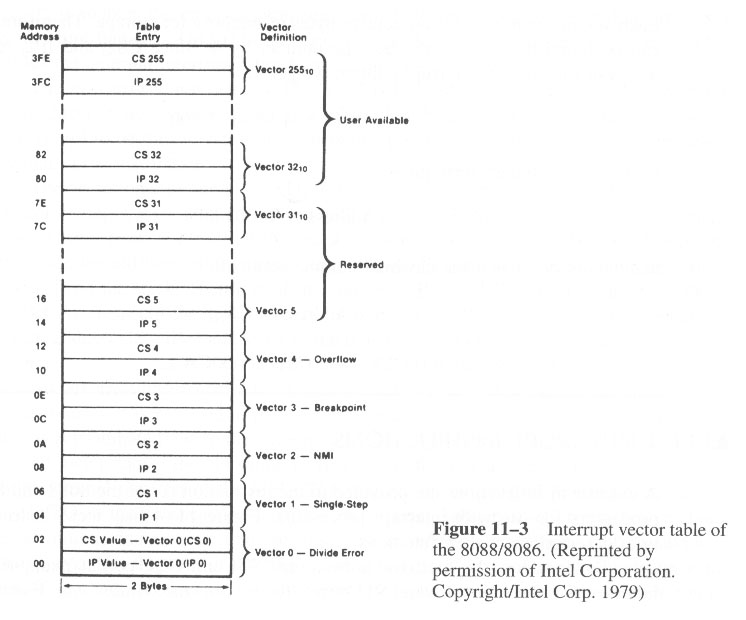 Memory Address Table Entry Vector Definition
3FE CS 255
Vector 255₁₀
3FC IP 255
User Available
82 CS 32
Vector 32₁₀
80 IP 32
7E CS 31
Vector 31₁₀
7C IP 31
Reserved
16 CS 5
Vector 5
14 IP 5
12 CS 4
Vector 4 — Overflow
10 IP 4
0E CS 3
Vector 3 — Breakpoint
0C IP 3
0A CS 2
Vector 2 — NMI
08 IP 2
06 CS 1
Vector 1 — Single-Step
04 IP 1
02 CS Value — Vector 0 (CS 0)
Vector 0 — Divide Error
00 IP Value — Vector 0 (IP 0)
2 Bytes
Figure 11–3 Interrupt vector table of
the 8088/8086. (Reprinted by
permission of Intel Corporation.
Copyright/Intel Corp. 1979)